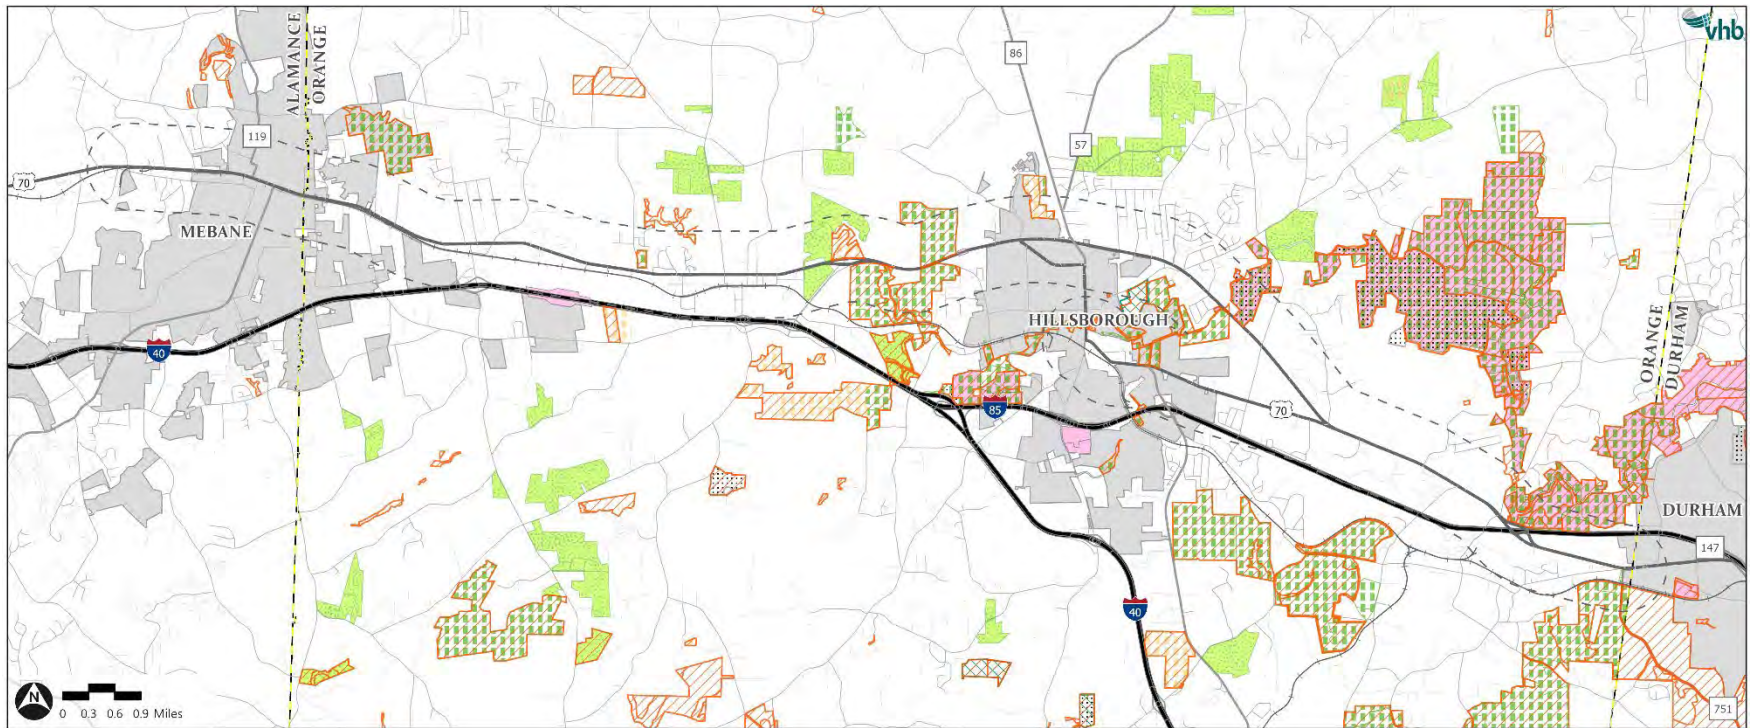 vhb
ALAMANCE
ORANGE
86
119
57
70
MEBANE
HILLSBOROUGH
ORANGE
DURHAM
40
85
70
DURHAM
147
40
N
0 0.3 0.6 0.9 Miles
751